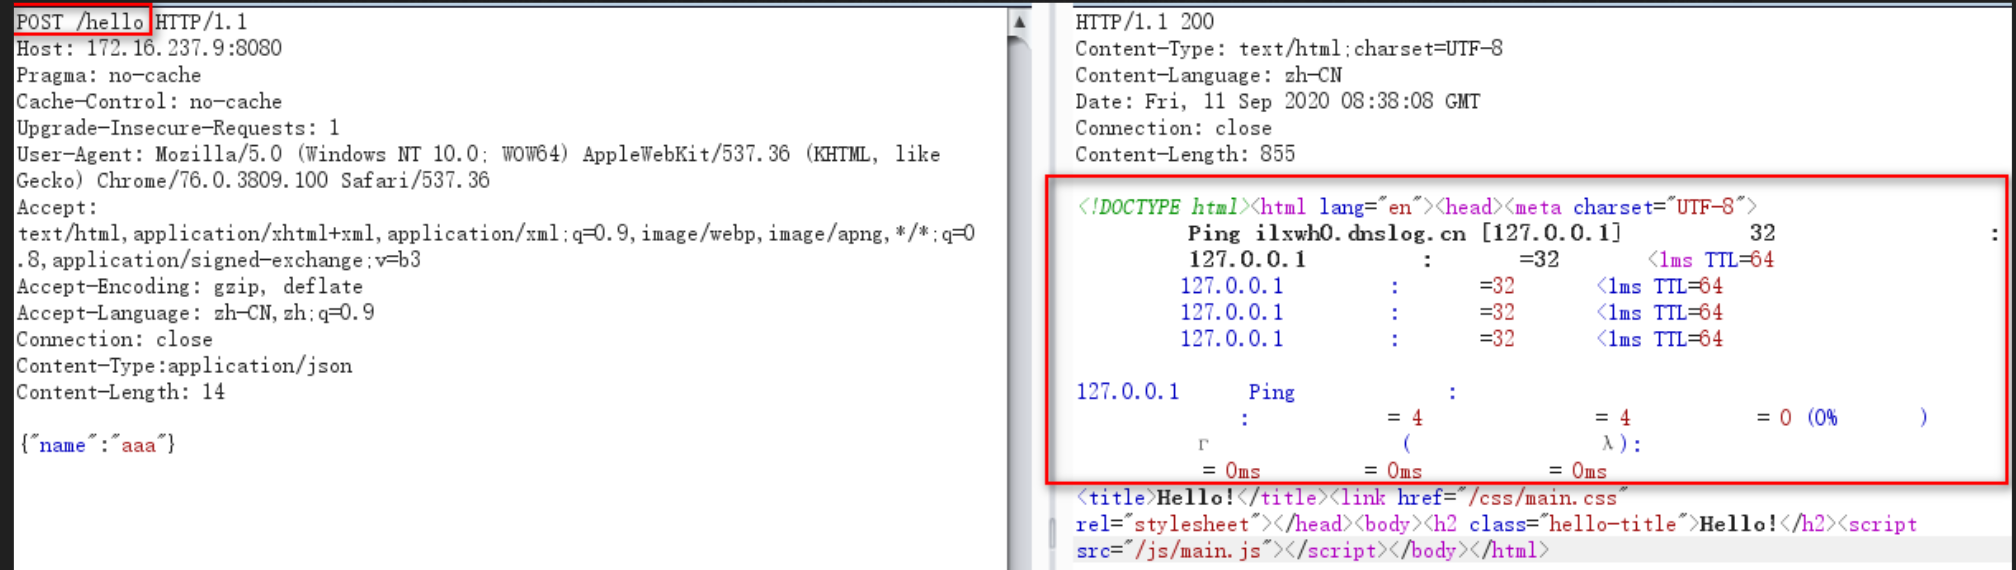 POST /hello HTTP/1.1
Host: 172.16.237.9:8080
Pragma: no-cache
Cache-Control: no-cache
Upgrade-Insecure-Requests: 1
User-Agent: Mozilla/5.0 (Windows NT 10.0; WOW64) AppleWebKit/537.36 (KHTML, like
Gecko) Chrome/76.0.3809.100 Safari/537.36
Accept:
text/html,application/xhtml+xml,application/xml;q=0.9,image/webp,image/apng,*/*;q=0
.8,application/signed-exchange;v=b3
Accept-Encoding: gzip, deflate
Accept-Language: zh-CN,zh;q=0.9
Connection: close
Content-Type:application/json
Content-Length: 14
{"name":"aaa"}
HTTP/1.1 200
Content-Type: text/html;charset=UTF-8
Content-Language: zh-CN
Date: Fri, 11 Sep 2020 08:38:08 GMT
Connection: close
Content-Length: 855
<!DOCTYPE html><html lang="en"><head><meta charset="UTF-8">
Ping ilxwh0.dnslog.cn [127.0.0.1] 32 :
127.0.0.1 : =32 <1ms TTL=64
127.0.0.1 : =32 <1ms TTL=64
127.0.0.1 : =32 <1ms TTL=64
127.0.0.1 : =32 <1ms TTL=64
127.0.0.1 Ping :
: = 4 = 4 = 0 (0% )
г ( λ):
= 0ms = 0ms = 0ms
<title>Hello!</title><link href="/css/main.css"
rel="stylesheet"></head><body><h2 class="hello-title">Hello!</h2><script
src="/js/main.js"></script></body></html>